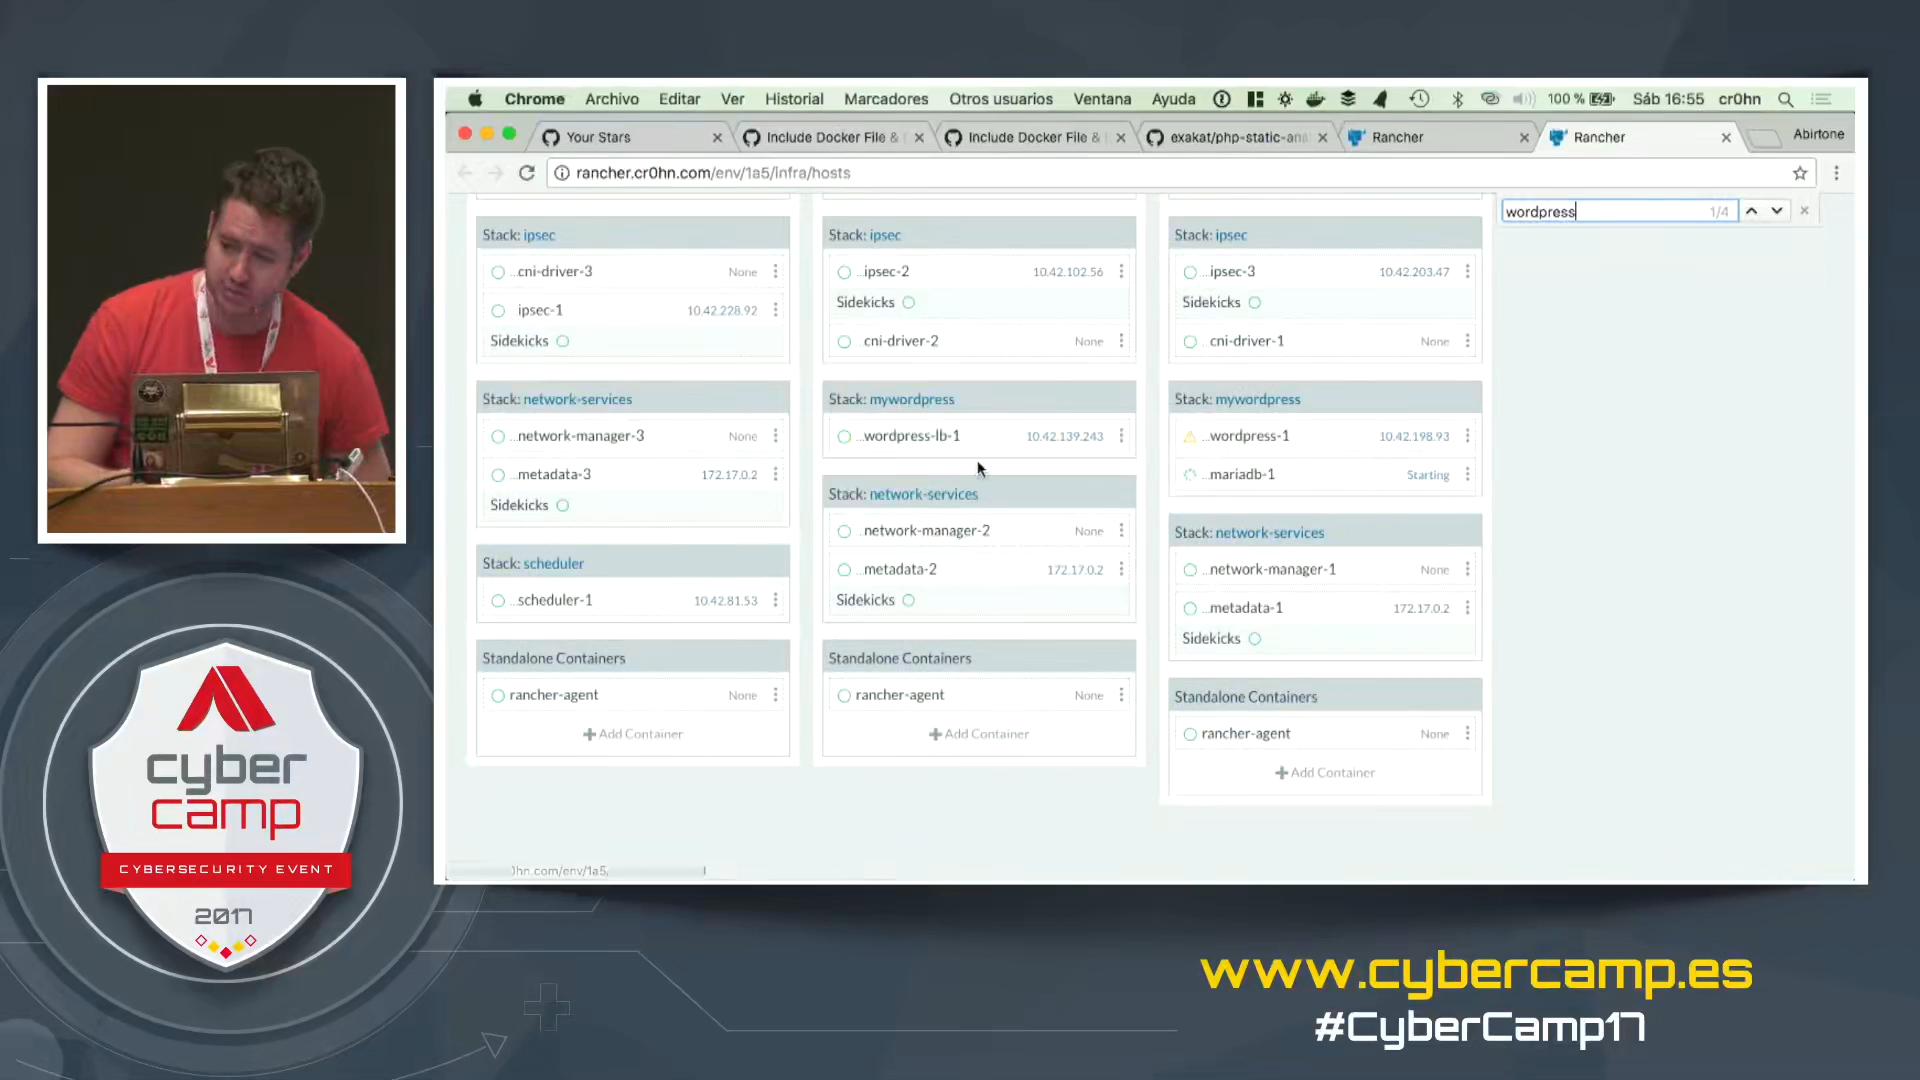 Chrome Archivo Editar Ver Historial Marcadores Otros usuarios Ventana Ayuda 100 % Sáb 16:55 cr0hn
Your Stars
Include Docker File &
Include Docker File &
exakat/php-static-ana
Rancher
Rancher
Abirtone
rancher.cr0hn.com/env/1a5/infra/hosts
wordpress 1/4
Stack: ipsec
...cni-driver-3 None
ipsec-1 10.42.228.92
Sidekicks
Stack: network-services
...network-manager-3 None
...metadata-3 172.17.0.2
Sidekicks
Stack: scheduler
...scheduler-1 10.42.81.53
Standalone Containers
rancher-agent None
Add Container
Stack: ipsec
...ipsec-2 10.42.102.56
Sidekicks
cni-driver-2 None
Stack: mywordpress
...wordpress-lb-1 10.42.139.243
Stack: network-services
...network-manager-2 None
...metadata-2 172.17.0.2
Sidekicks
Standalone Containers
rancher-agent None
Add Container
Stack: ipsec
...ipsec-3 10.42.203.47
Sidekicks
cni-driver-1 None
Stack: mywordpress
...wordpress-1 10.42.198.93
...mariadb-1 Starting
Stack: network-services
...network-manager-1 None
...metadata-1 172.17.0.2
Sidekicks
Standalone Containers
rancher-agent None
Add Container
hn.com/env/1a5
cyber
camp
CYBERSECURITY EVENT
2017
www.cybercamp.es
#CyberCamp17